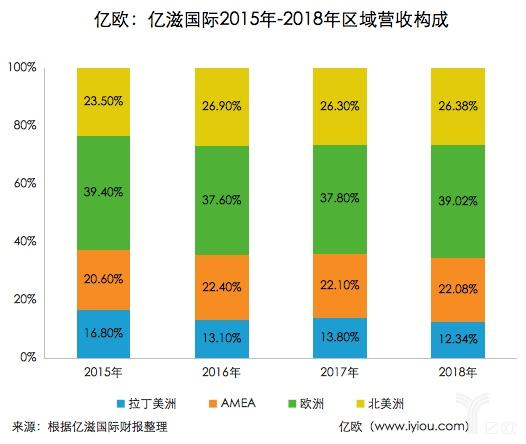 亿欧：亿滋国际2015年-2018年区域营收构成
100%
80%
60%
40%
20%
0%
23.50% 26.90% 26.30% 26.38%
39.40% 37.60% 37.80% 39.02%
20.60% 22.40% 22.10% 22.08%
16.80% 13.10% 13.80% 12.34%
2015年 2016年 2017年 2018年
拉丁美洲 AMEA 欧洲 北美洲
来源：根据亿滋国际财报整理 亿欧（www.iyiou.com）
亿欧